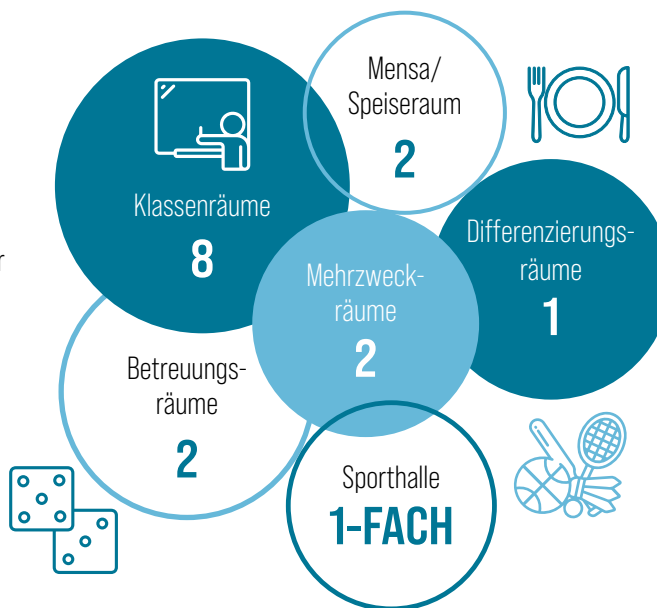 Mensa/
Speiseraum
2
Klassenräume
8
Differenzierungs-
räume
1
r
Mehrzweck-
räume
2
Betreuungs-
räume
2
Sporthalle
1-FACH